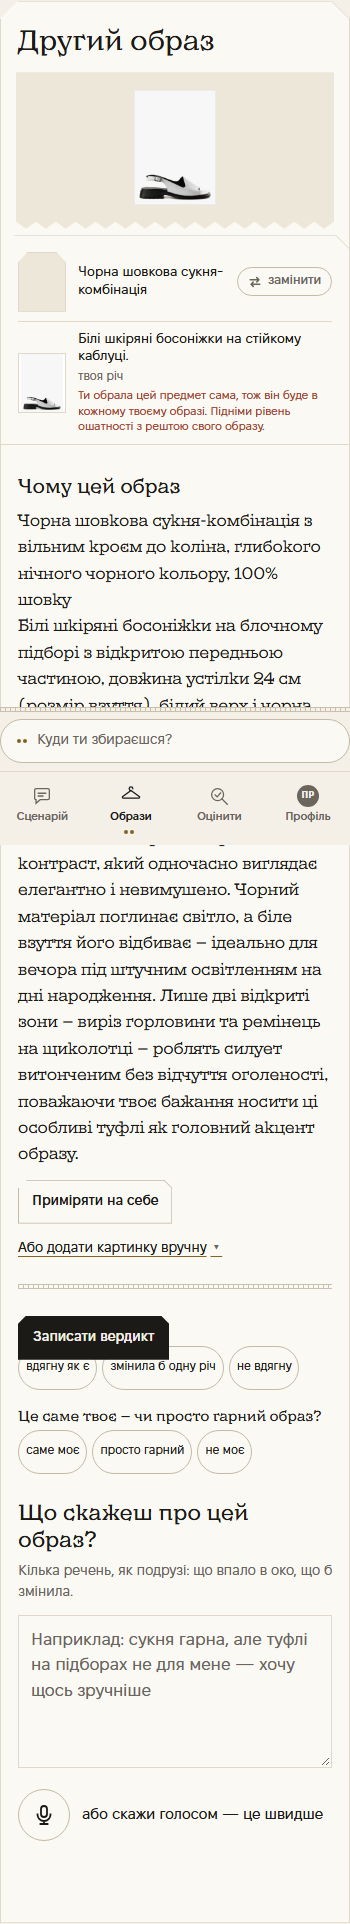 Другий образ
Чорна шовкова сукня-
комбінація
замінити
Білі шкіряні босоніжки на стійкому
каблуці.
твоя річ
Ти обрала цей предмет сама, тож він буде в
кожному твоєму образі. Підніми рівень
ошатності з рештою свого образу.
Чому цей образ
Чорна шовкова сукня-комбінація з
вільним кроєм до коліна, глибокого
нічного чорного кольору, 100%
шовку
Білі шкіряні босоніжки на блочному
підборі з відкритою передньою
частиною, довжина устілки 24 см
(розмір взуття), білий верх і чорна
Куди ти збираєшся?
Сценарій
Образи
Оцінити
ПР
Профіль
контраст, який одночасно виглядає
елегантно і невимушено. Чорний
матеріал поглинає світло, а біле
взуття його відбиває – ідеально для
вечора під штучним освітленням на
дні народження. Лише дві відкриті
зони – виріз горловини та ремінець
на щиколотці – роблять силует
витонченим без відчуття оголеності,
поважаючи твоє бажання носити ці
особливі туфлі як головний акцент
образу.
Приміряти на себе
Або додати картинку вручну
Записати вердикт
вдягну як є
змінила б одну річ
не вдягну
Це саме твоє – чи просто гарний образ?
саме моє
просто гарний
не моє
Що скажеш про цей
образ?
Кілька речень, як подрузі: що впало в око, що б
змінила.
Наприклад: сукня гарна, але туфлі
на підборах не для мене — хочу
щось зручніше
або скажи голосом — це швидше